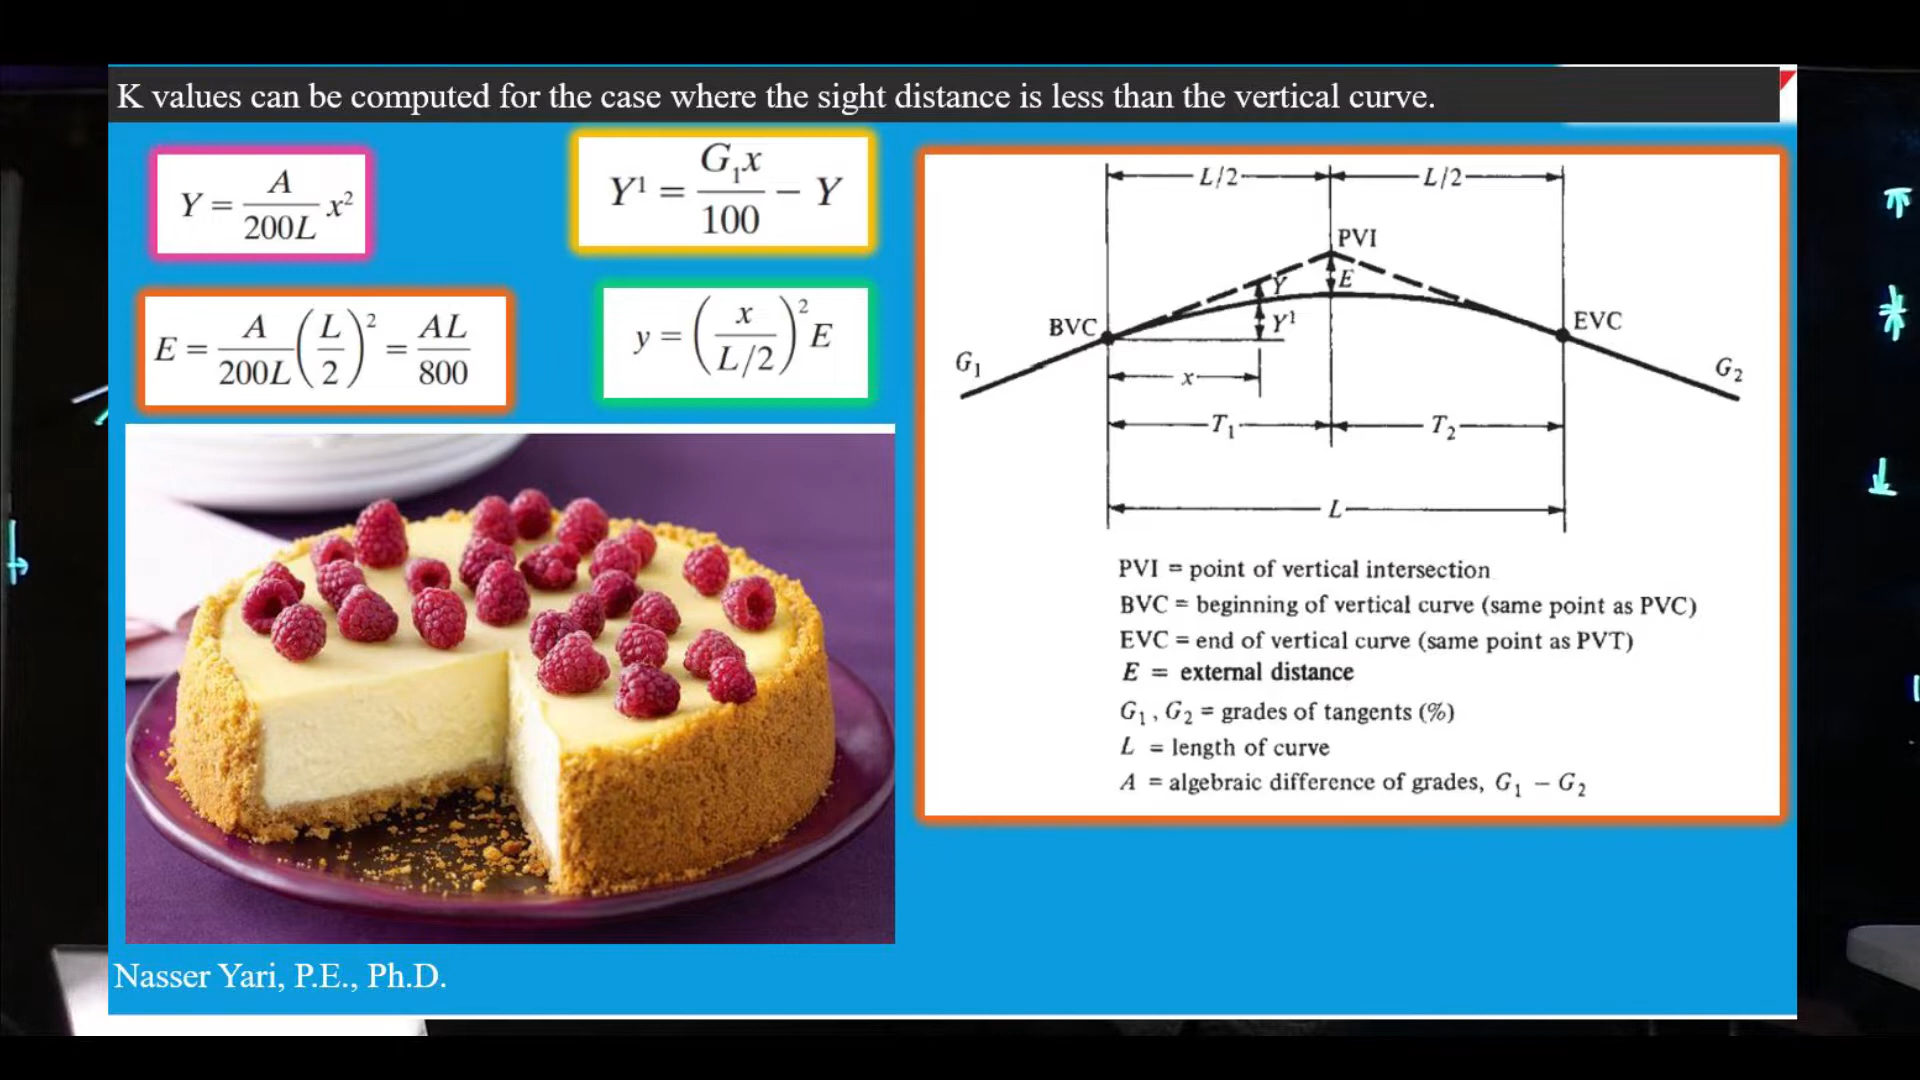 K values can be computed for the case where the sight distance is less than the vertical curve.
Y = A/200L x²
Y¹ = G₁x/100 − Y
E = A/200L (L/2)² = AL/800
y = (x/(L/2))² E
L/2
L/2
PVI
Y
E
BVC
Y¹
EVC
G₁
G₂
x
T₁
T₂
L
PVI = point of vertical intersection
BVC = beginning of vertical curve (same point as PVC)
EVC = end of vertical curve (same point as PVT)
E = external distance
G₁, G₂ = grades of tangents (%)
L = length of curve
A = algebraic difference of grades, G₁ − G₂
Nasser Yari, P.E., Ph.D.